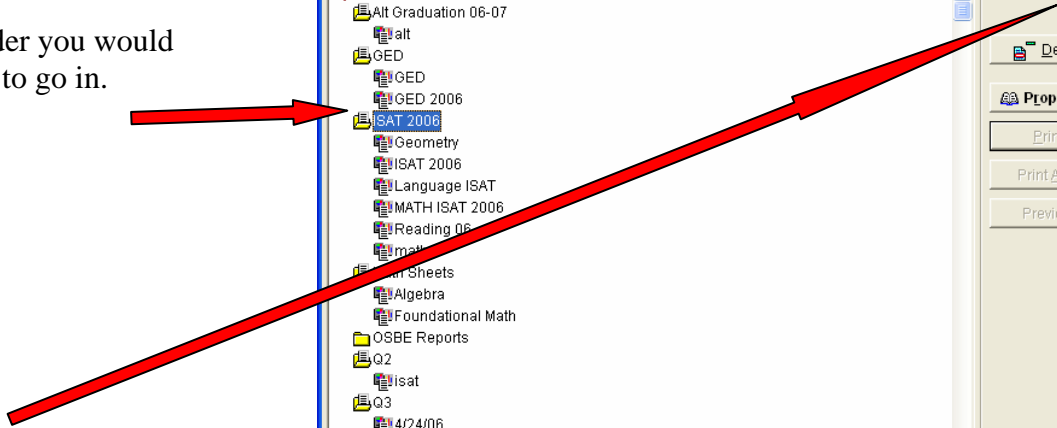 der you would
to go in.
Alt Graduation 06-07
alt
GED
GED
GED 2006
ISAT 2006
Geometry
ISAT 2006
Language ISAT
MATH ISAT 2006
Reading 06
math
Sheets
Algebra
Foundational Math
OSBE Reports
Q2
isat
Q3
4/24/06
De
Prop
Prin
Print A
Previ